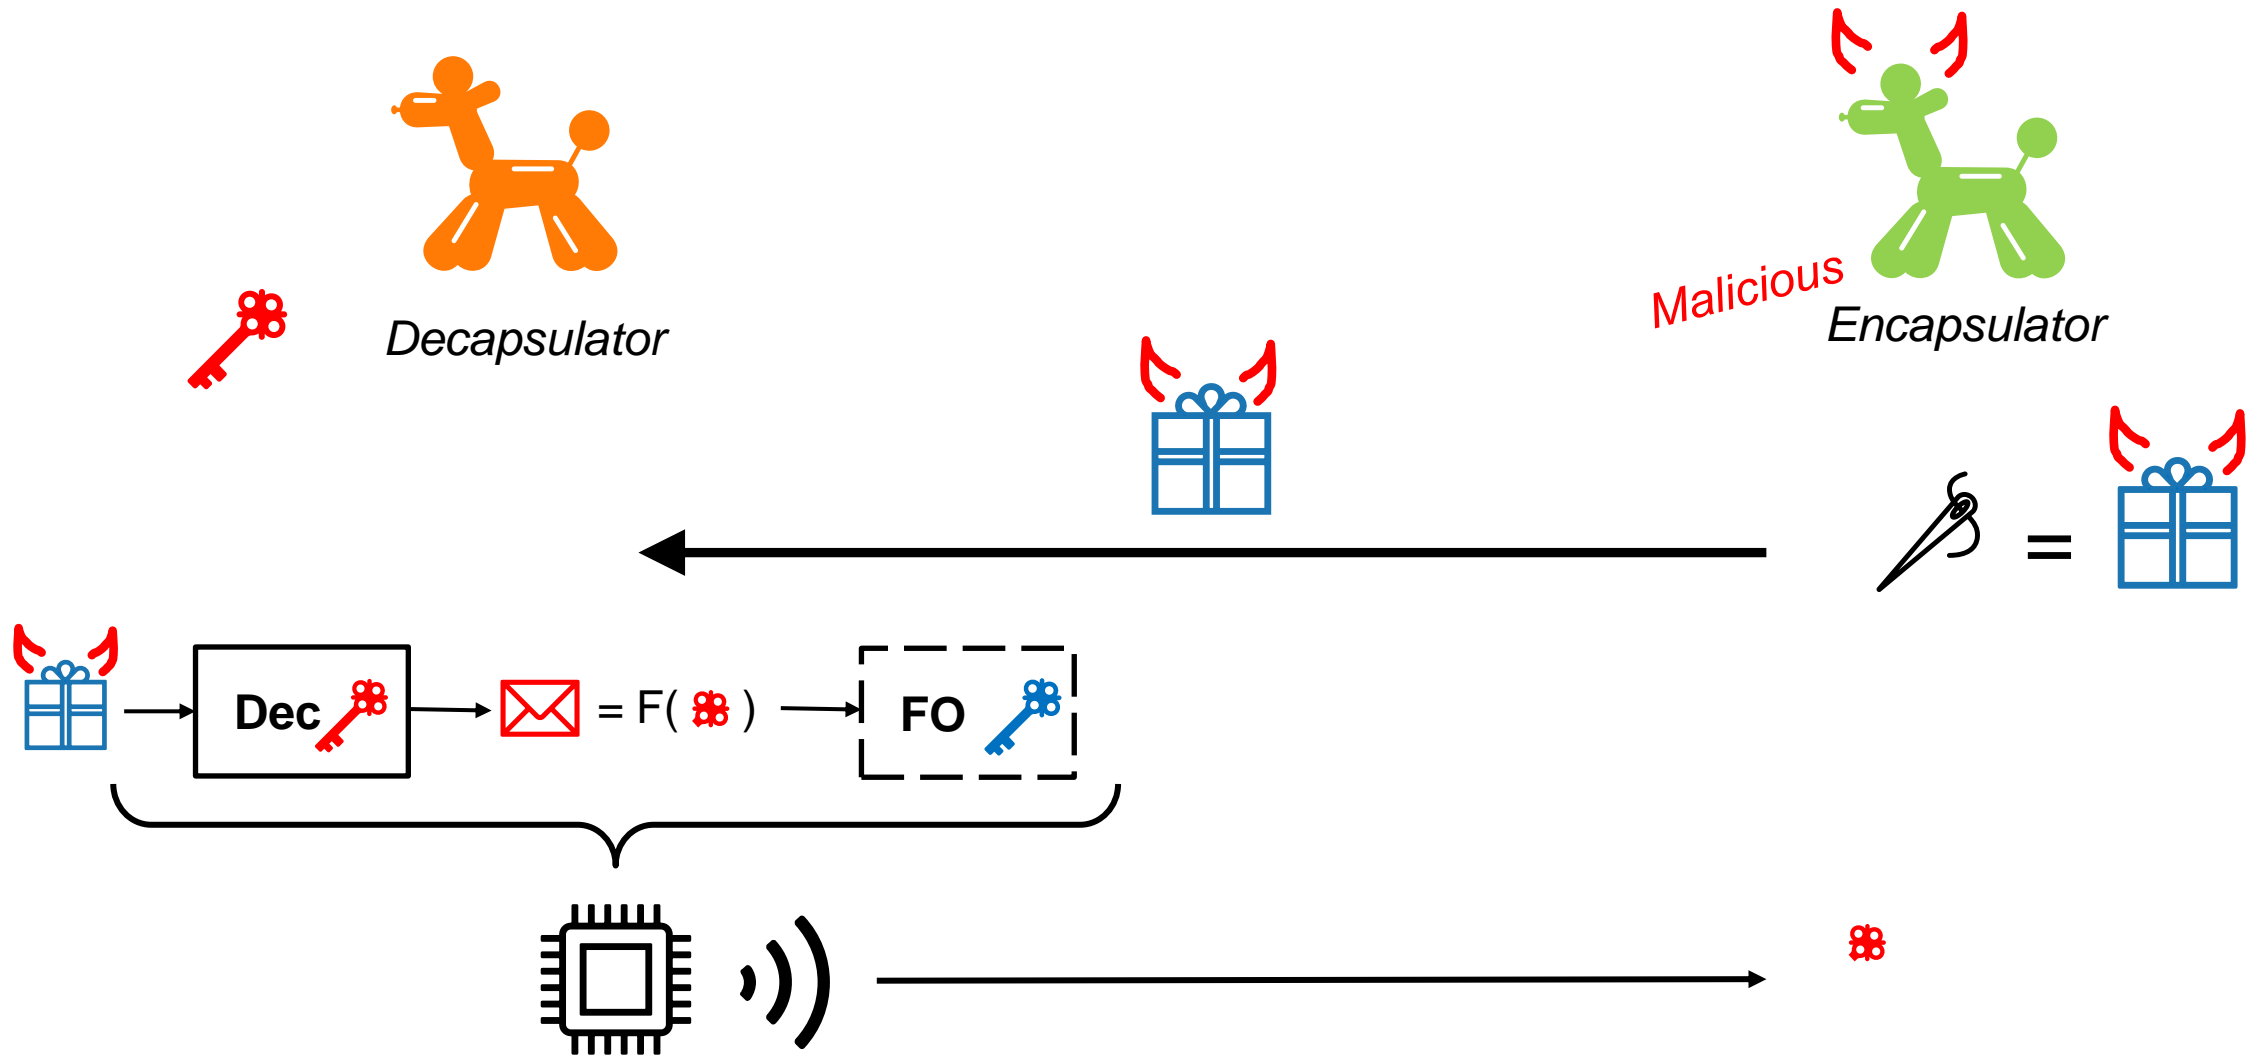 Decapsulator
Malicious
Encapsulator
=
Dec
= F( )
FO